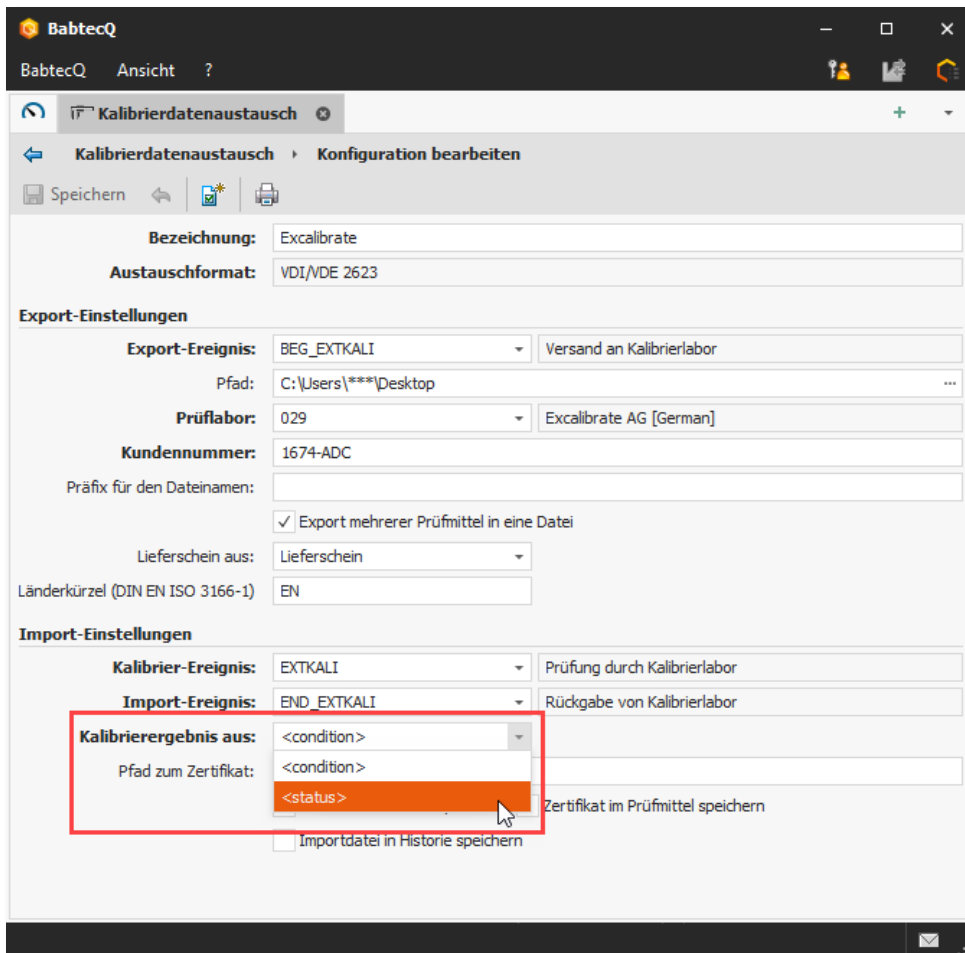 BabtecQ
BabtecQ Ansicht ?
Kalibrierdatenaustausch
Kalibrierdatenaustausch Konfiguration bearbeiten
Speichern
Bezeichnung: Excalibrate
Austauschformat: VDI/VDE 2623
Export-Einstellungen
Export-Ereignis: BEG_EXTKALI Versand an Kalibrierlabor
Pfad: C:\Users\***\Desktop ...
Prüflabor: 029 Excalibrate AG [German]
Kundennummer: 1674-ADC
Präfix für den Dateinamen:
Export mehrerer Prüfmittel in eine Datei
Lieferschein aus: Lieferschein
Länderkürzel (DIN EN ISO 3166-1) EN
Import-Einstellungen
Kalibrier-Ereignis: EXTKALI Prüfung durch Kalibrierlabor
Import-Ereignis: END_EXTKALI Rückgabe von Kalibrierlabor
Kalibrierergebnis aus: <condition>
Pfad zum Zertifikat: <condition>
<status> Zertifikat im Prüfmittel speichern
Importdatei in Historie speichern